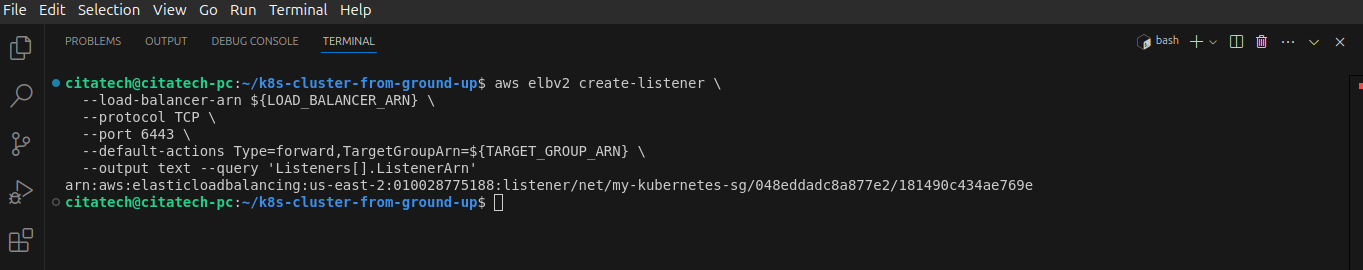 File Edit Selection View Go Run Terminal Help
PROBLEMS OUTPUT DEBUG CONSOLE TERMINAL bash
citatech@citatech-pc:~/k8s-cluster-from-ground-up$ aws elbv2 create-listener \
--load-balancer-arn ${LOAD_BALANCER_ARN} \
--protocol TCP \
--port 6443 \
--default-actions Type=forward,TargetGroupArn=${TARGET_GROUP_ARN} \
--output text --query 'Listeners[].ListenerArn'
arn:aws:elasticloadbalancing:us-east-2:010028775188:listener/net/my-kubernetes-sg/048eddadc8a877e2/181490c434ae769e
citatech@citatech-pc:~/k8s-cluster-from-ground-up$